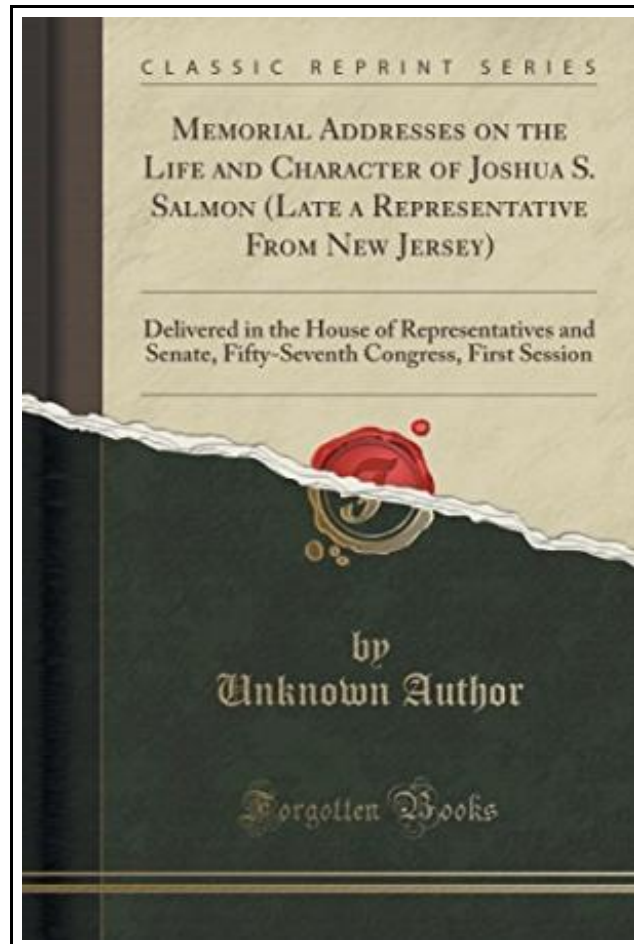 CLASSIC REPRINT SERIES
MEMORIAL ADDRESSES ON THE
LIFE AND CHARACTER OF JOSHUA S.
SALMON (LATE A REPRESENTATIVE
FROM NEW JERSEY)
Delivered in the House of Representatives and
Senate, Fifty-Seventh Congress, First Session
by
Unknown Author
Forgotten Books